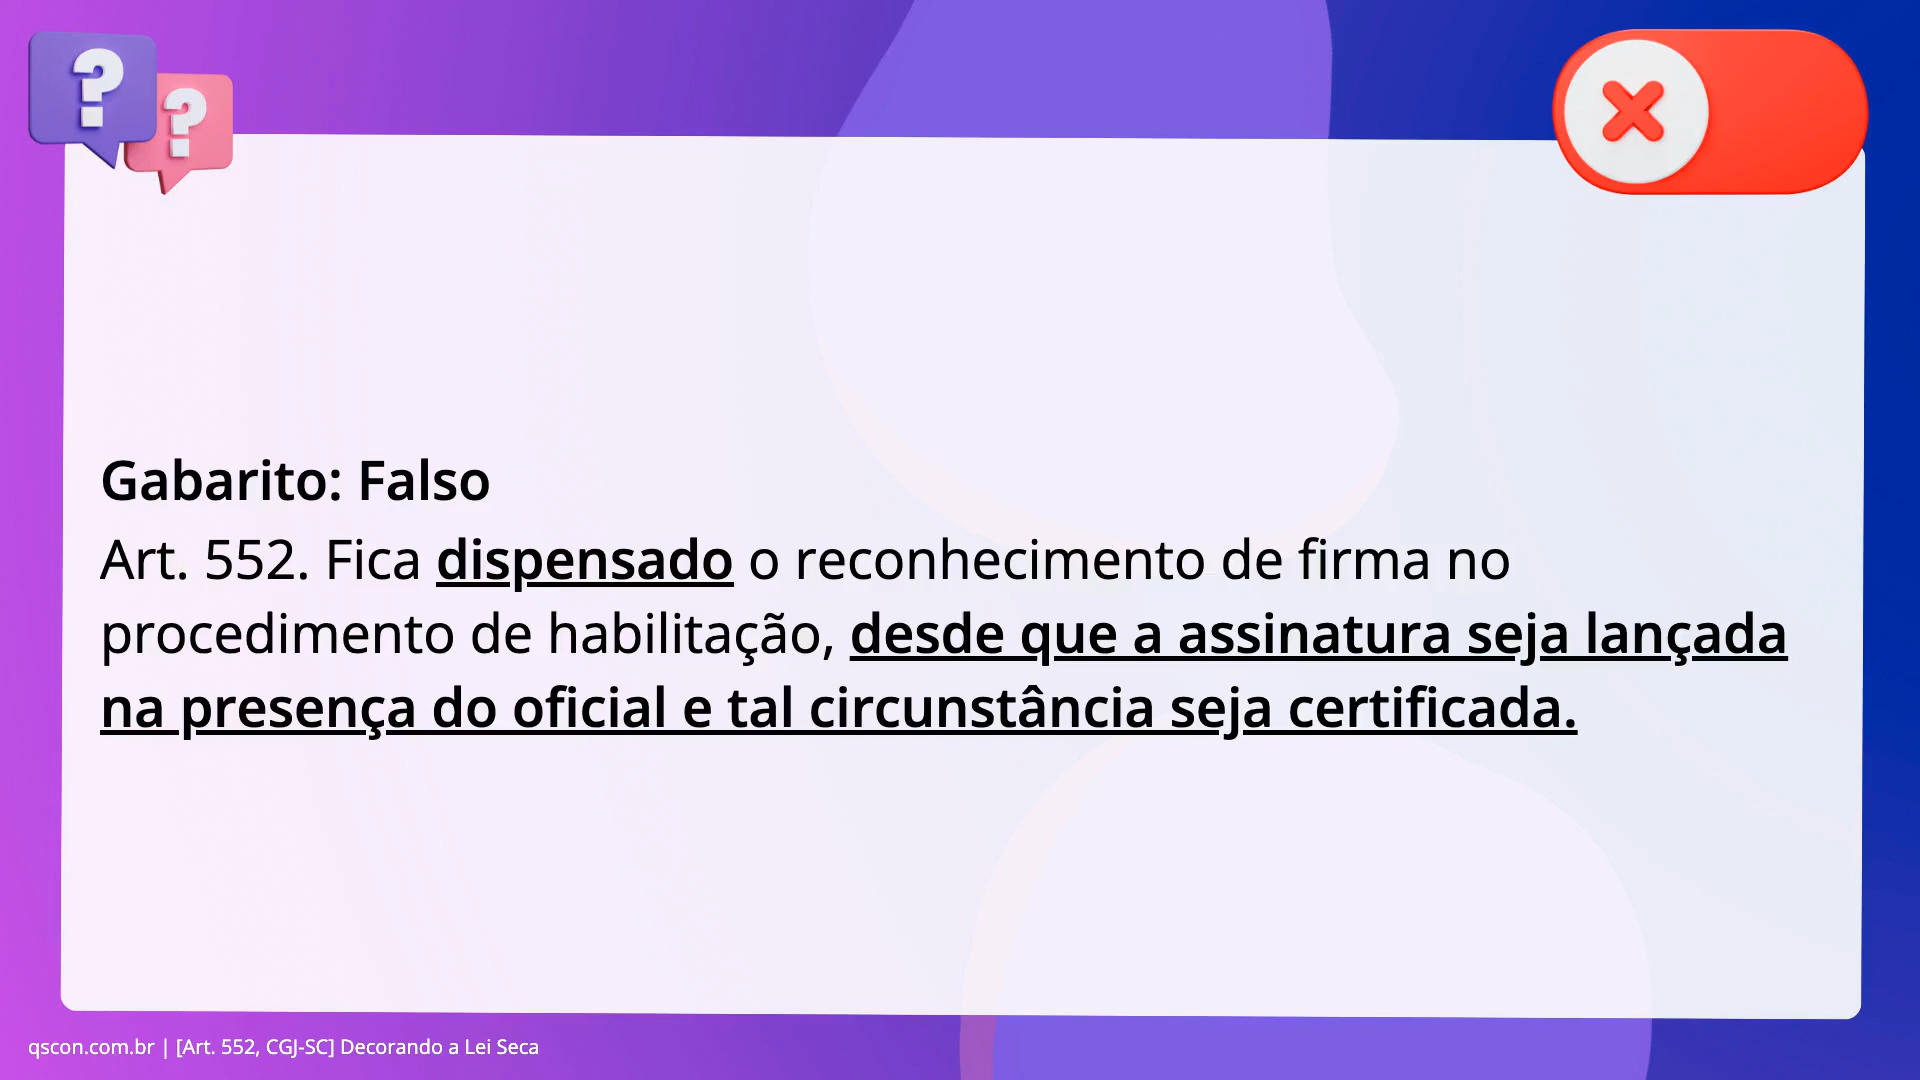 Gabarito: Falso
Art. 552. Fica dispensado o reconhecimento de firma no
procedimento de habilitação, desde que a assinatura seja lançada
na presença do oficial e tal circunstância seja certificada.
qscon.com.br | [Art. 552, CGJ-SC] Decorando a Lei Seca